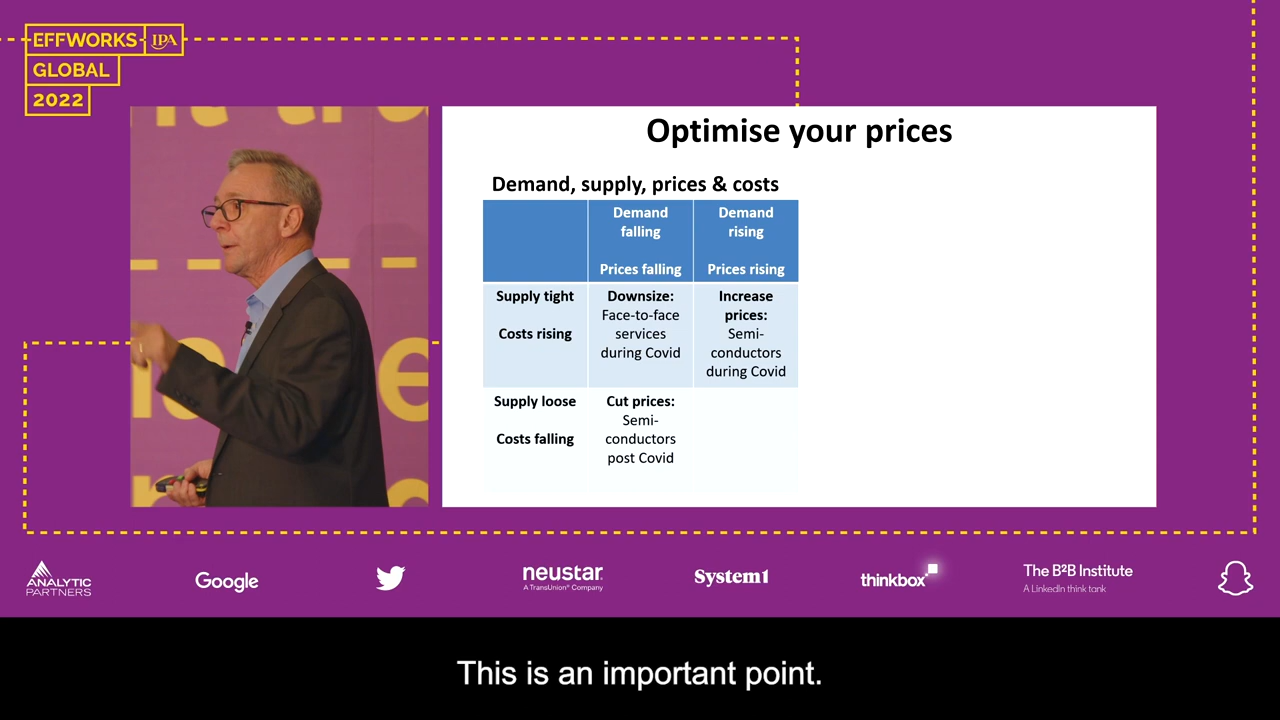 EFFWORKS IPA
GLOBAL
2022
Optimise your prices
Demand, supply, prices & costs
Demand
falling
Prices falling
Demand
rising
Prices rising
Supply tight
Costs rising
Downsize:
Face-to-face
services
during Covid
Increase
prices:
Semi-
conductors
during Covid
Supply loose
Costs falling
Cut prices:
Semi-
conductors
post Covid
ANALYTIC
PARTNERS
Google
neustar
A TransUnion® Company
System1
thinkbox
The B2B Institute
A LinkedIn think tank
This is an important point.